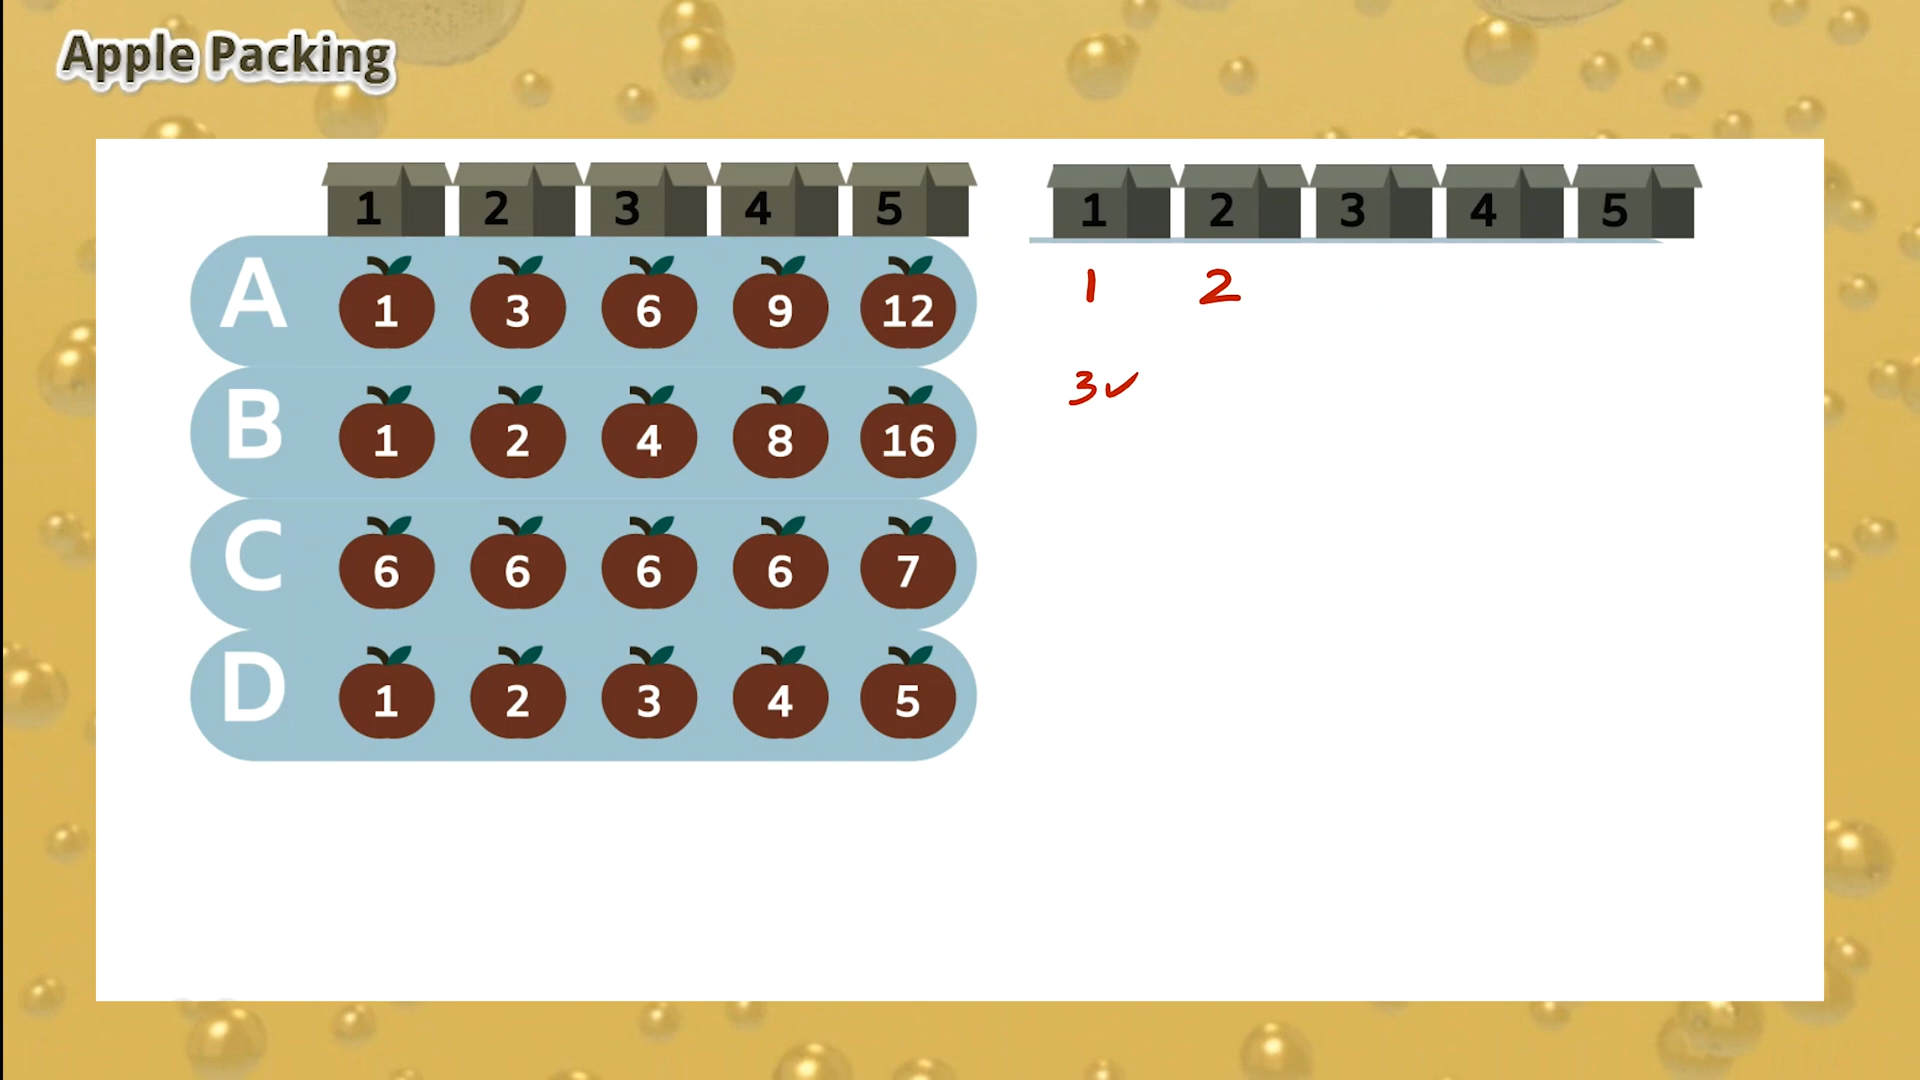 Apple Packing
1 2 3 4 5
A 1 3 6 9 12
B 1 2 4 8 16
C 6 6 6 6 7
D 1 2 3 4 5
1 2 3 4 5
1 2
3✓